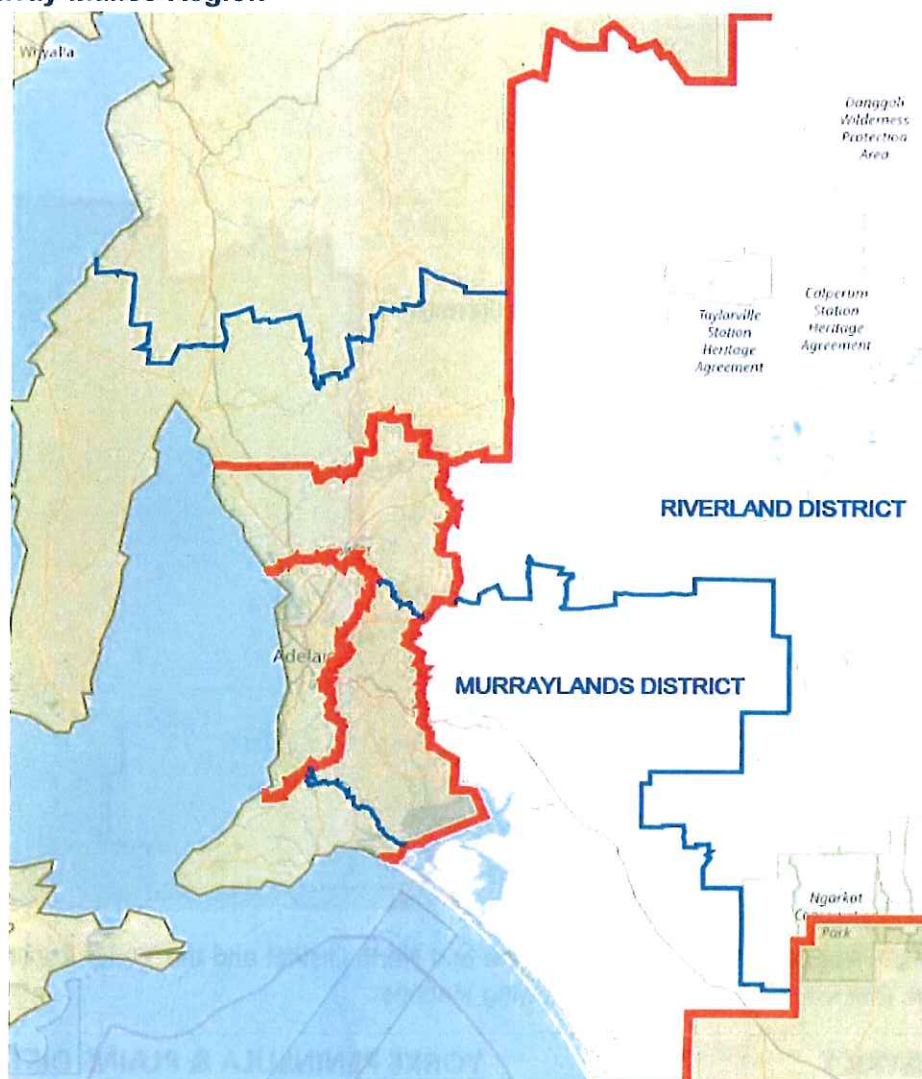 Whyalla
Danggali
Wilderness
Protection
Area
Taylorville
Station
Heritage
Agreement
Calperum
Station
Heritage
Agreement
RIVERLAND DISTRICT
MURRAYLANDS DISTRICT
Ngarkat
Park